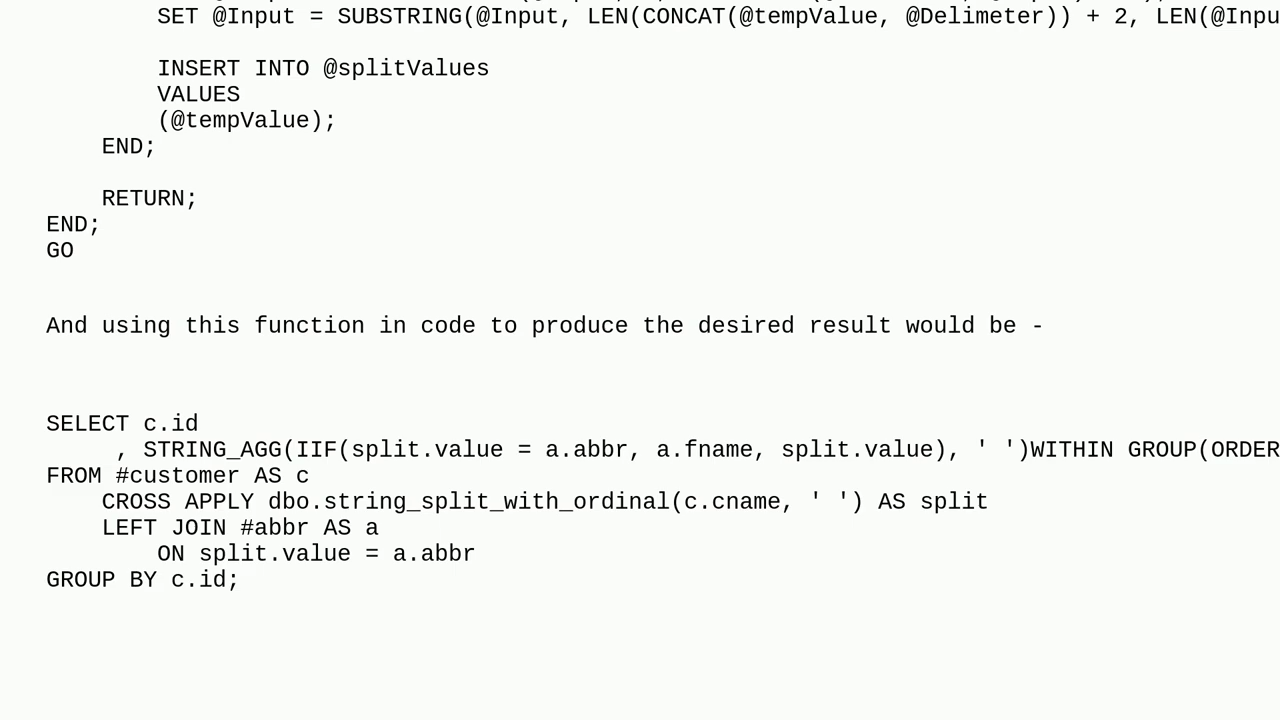 SET @Input = SUBSTRING(@Input, LEN(CONCAT(@tempValue, @Delimeter)) + 2, LEN(@Inpu
INSERT INTO @splitValues
VALUES
(@tempValue);
END;
RETURN;
END;
GO
And using this function in code to produce the desired result would be -
SELECT c.id
, STRING_AGG(IIF(split.value = a.abbr, a.fname, split.value), ' ')WITHIN GROUP(ORDER
FROM #customer AS c
CROSS APPLY dbo.string_split_with_ordinal(c.cname, ' ') AS split
LEFT JOIN #abbr AS a
ON split.value = a.abbr
GROUP BY c.id;